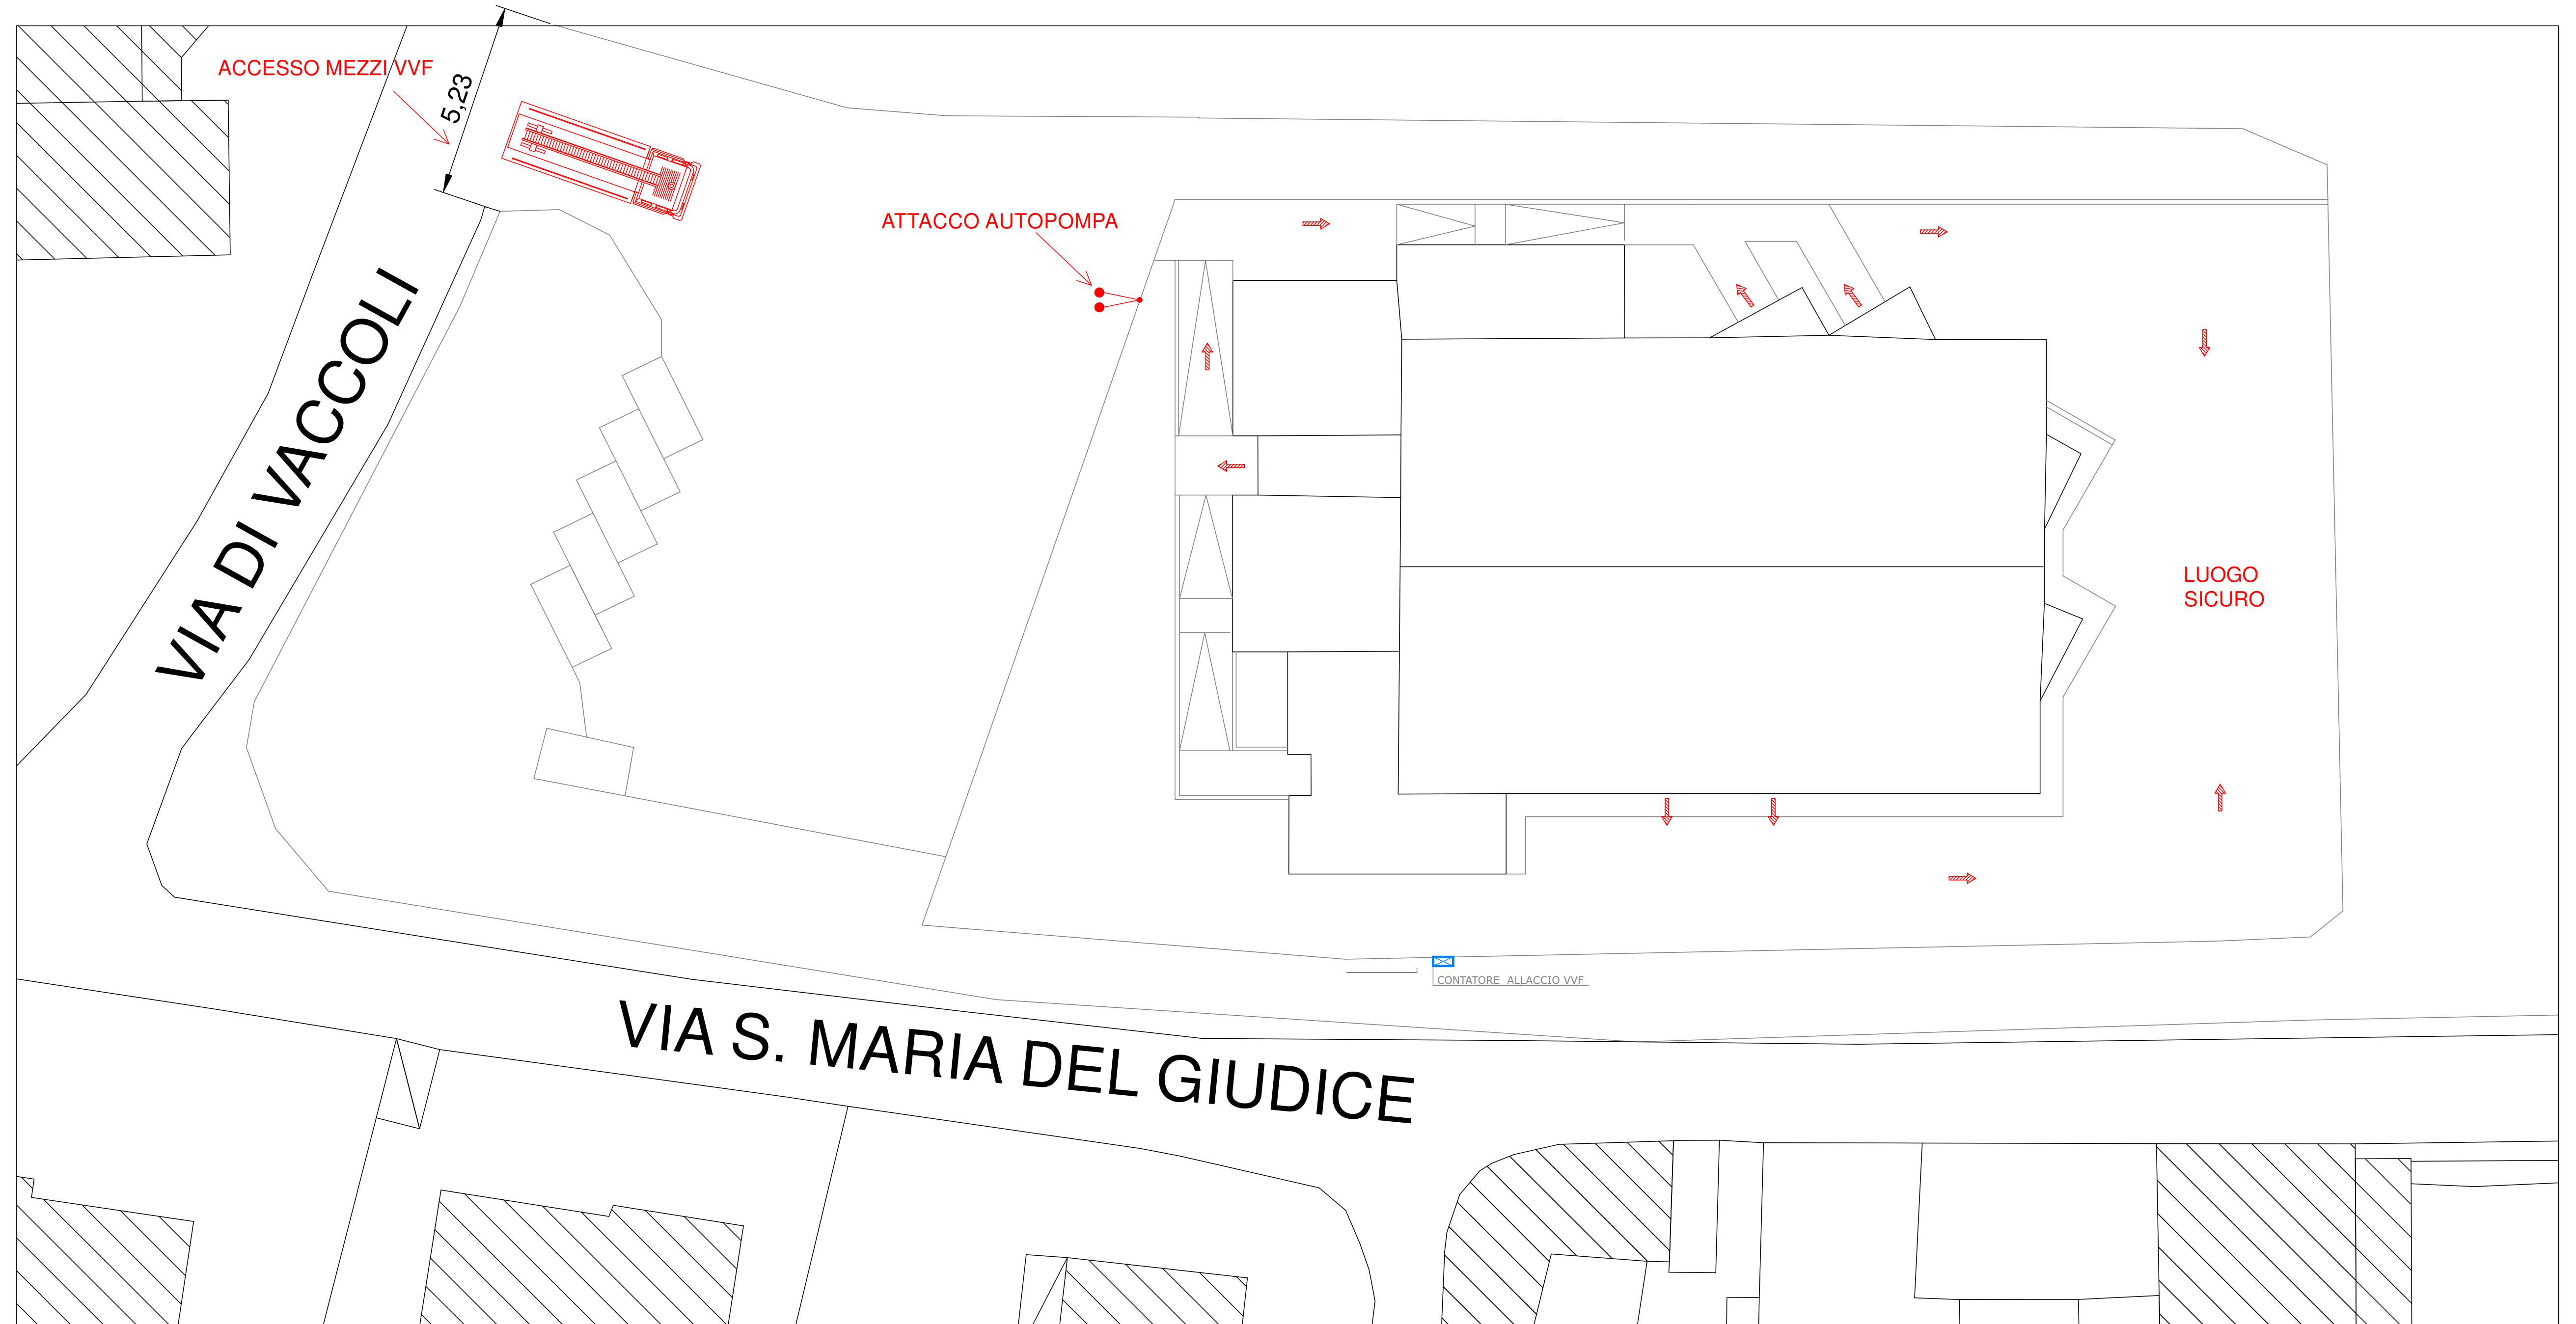 ACCESSO MEZZI VVF
5,23
ATTACCO AUTOPOMPA
VIA DI VACCOLI
LUOGO
SICURO
CONTATORE ALLACCIO VVF
VIA S. MARIA DEL GIUDICE